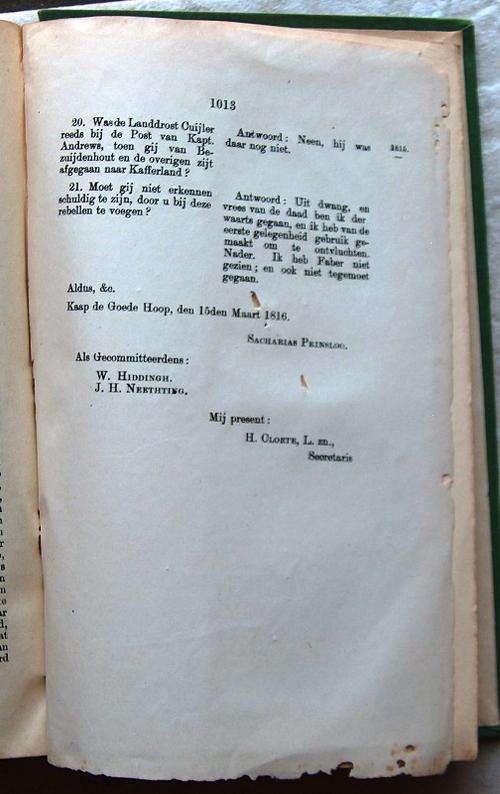 1013
20. Was de Landdrost Cuijler
reeds bij de Post van Kapt.
Andrews, toen gij van Be-
zuijdenhout en de overigen zijt
afgegaan naar Kafferland ?
Antwoord : Neen, hij was
daar nog niet.
1816.
21. Moet gij niet erkennen
schuldig te zijn, door u bij deze
rebellen te voegen ?
Antwoord : Uit dwang, en
vrees van de daad ben ik der
waarts gegaan, en ik heb van de
eerste gelegenheid gebruik ge-
maakt om te ontvluchten.
Nader. Ik heb Faber niet
gezien ; en ook niet tegemoet
gegaan.
Aldus, &c.
Kaap de Goede Hoop, den 15den Maart 1816.
Sacharias Prinsloo.
Als Gecommitteerdens :
W. Hiddingh.
J. H. Neethting.
Mij present :
H. Cloete, L. zn.,
Secretaris